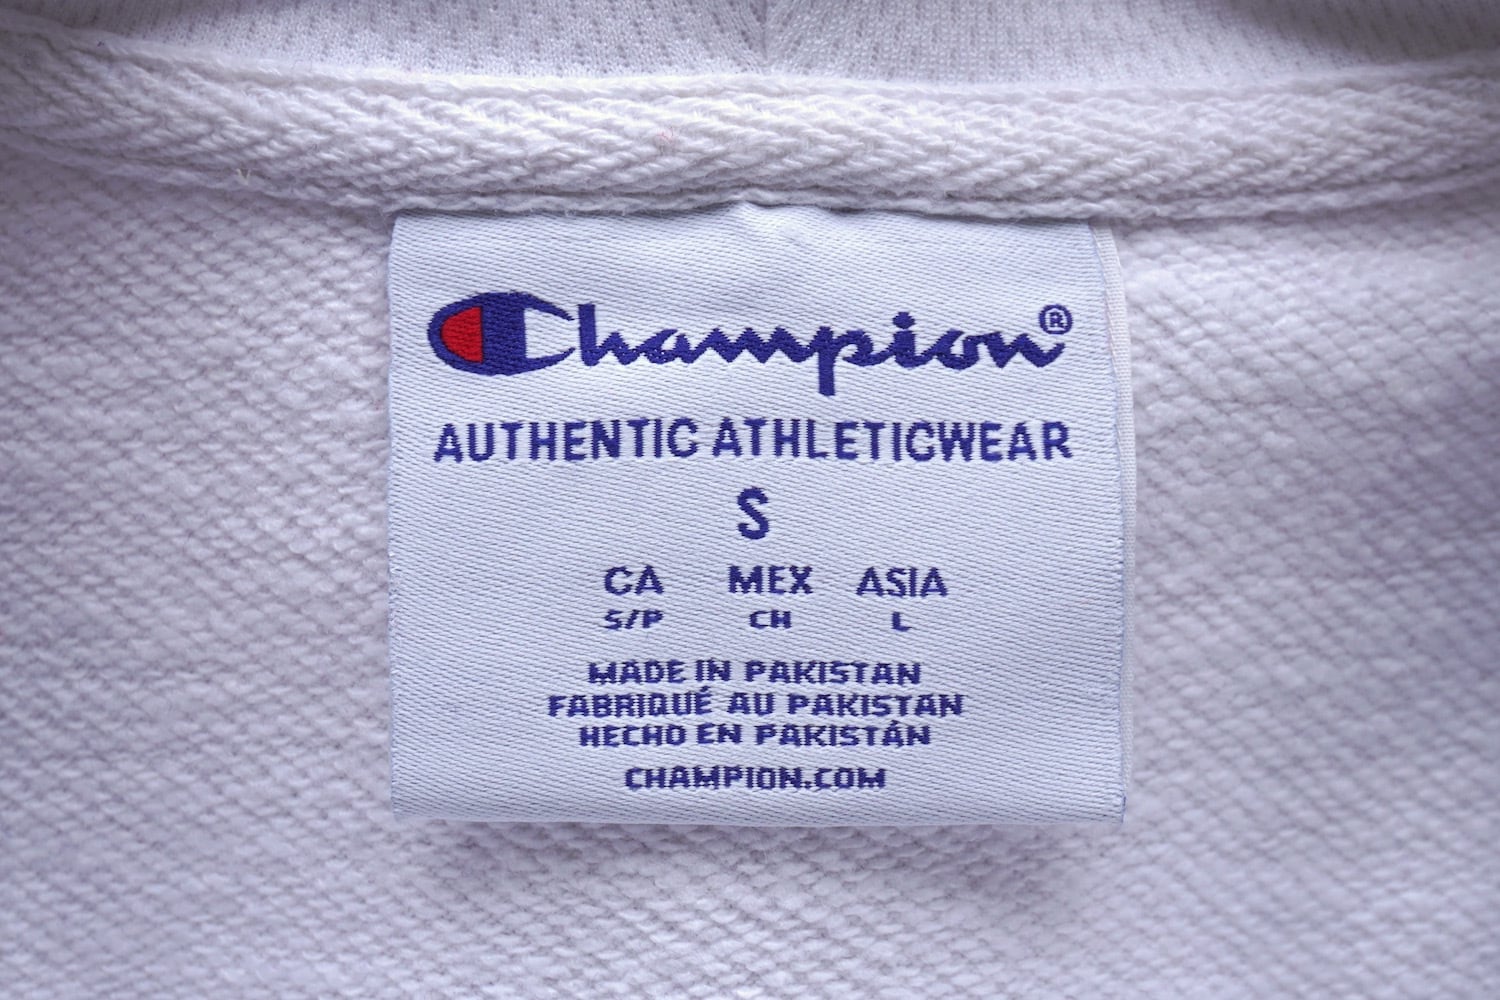 Champion®
AUTHENTIC ATHLETICWEAR
S
CA MEX ASIA
S/P CH L
MADE IN PAKISTAN
FABRIQUÉ AU PAKISTAN
HECHO EN PAKISTÁN
CHAMPION.COM